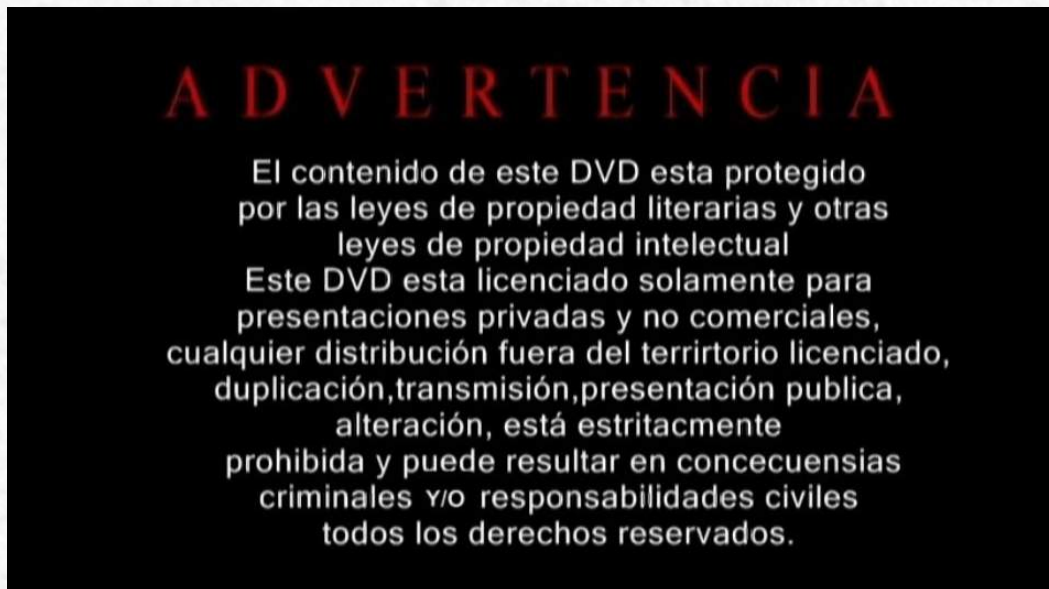 ADVERTENCIA
El contenido de este DVD esta protegido
por las leyes de propiedad literarias y otras
leyes de propiedad intelectual
Este DVD esta licenciado solamente para
presentaciones privadas y no comerciales,
cualquier distribución fuera del terrirtorio licenciado,
duplicación,transmisión,presentación publica,
alteración, está estritacmente
prohibida y puede resultar en concecuensias
criminales Y/O responsabilidades civiles
todos los derechos reservados.